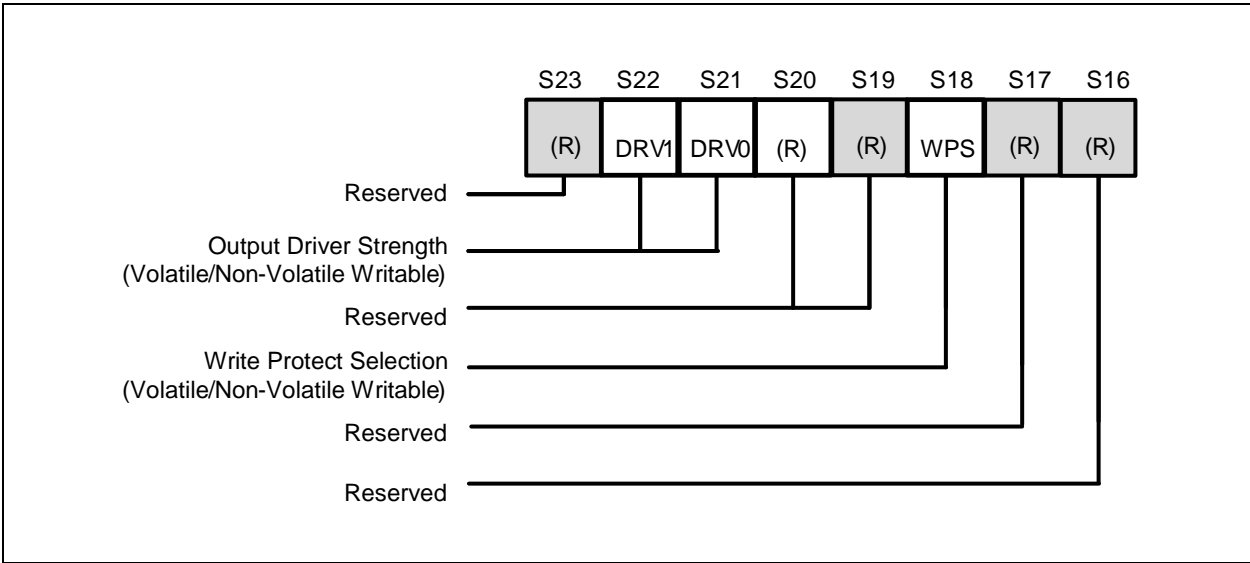 S23 S22 S21 S20 S19 S18 S17 S16
(R) DRV1 DRV0 (R) (R) WPS (R) (R)
Reserved
Output Driver Strength
(Volatile/Non-Volatile Writable)
Reserved
Write Protect Selection
(Volatile/Non-Volatile Writable)
Reserved
Reserved